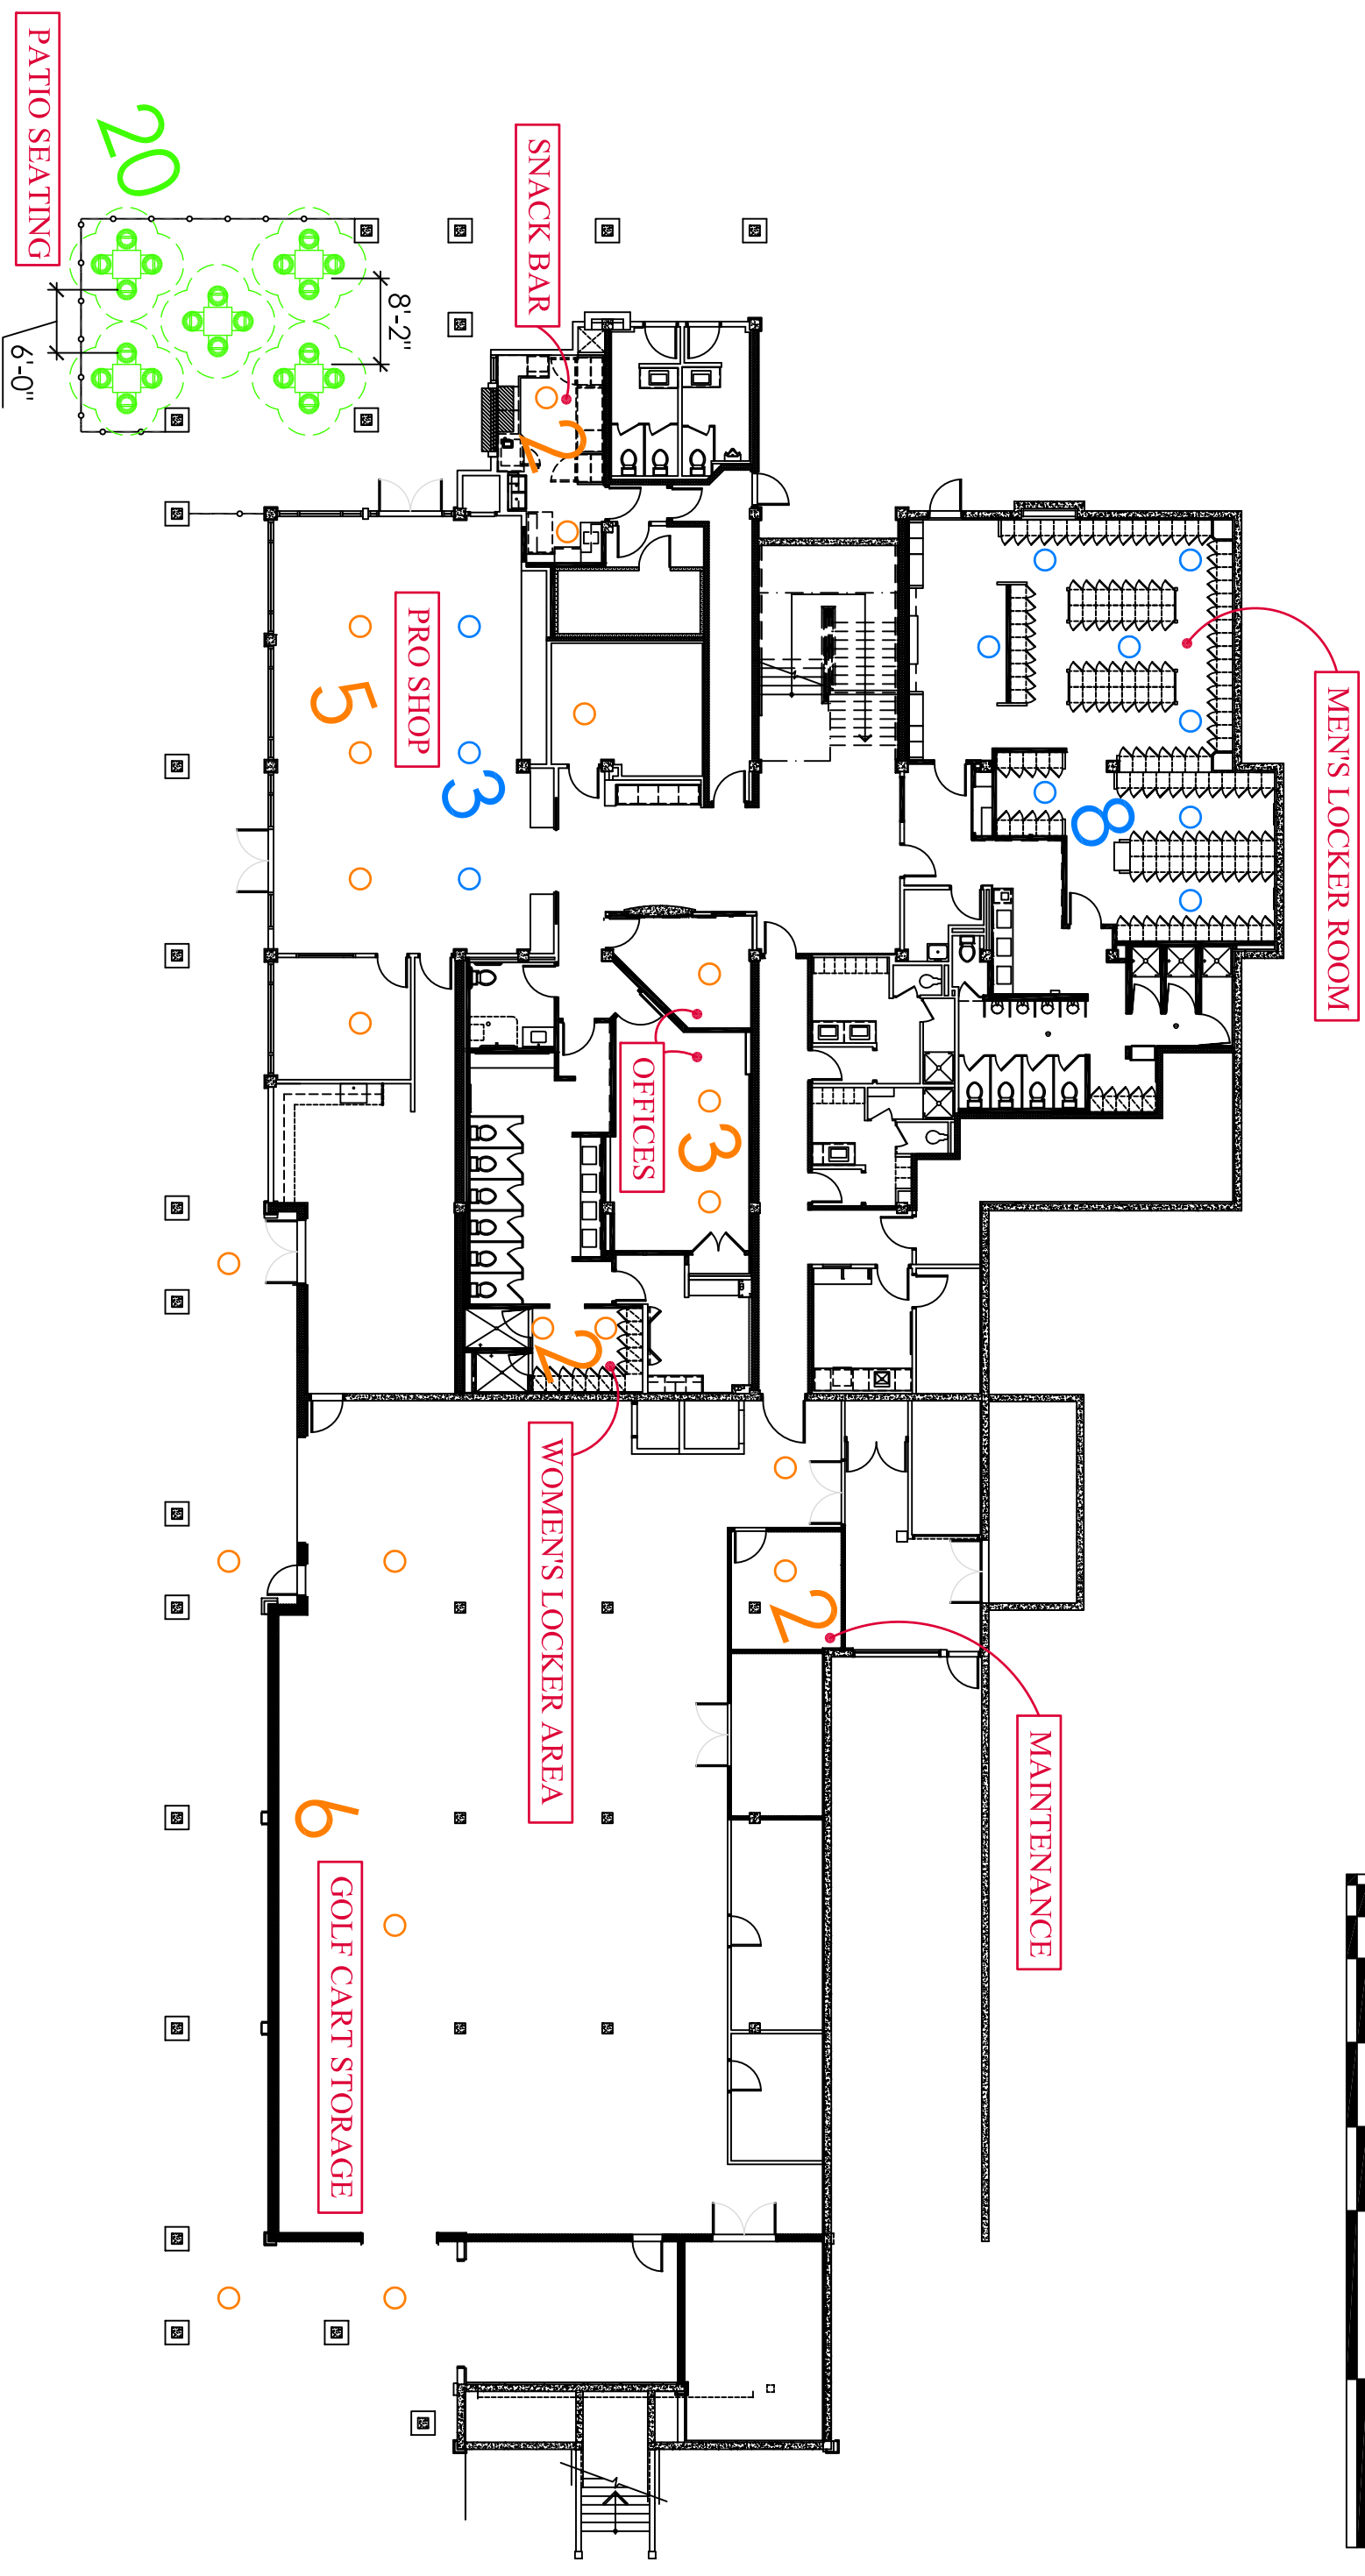 MEN'S LOCKER ROOM
8
MAINTENANCE
SNACK BAR
2
OFFICES
3
2
WOMEN'S LOCKER AREA
2
PRO SHOP
3
5
GOLF CART STORAGE
6
PATIO SEATING
20
8'-2"
6'-0"